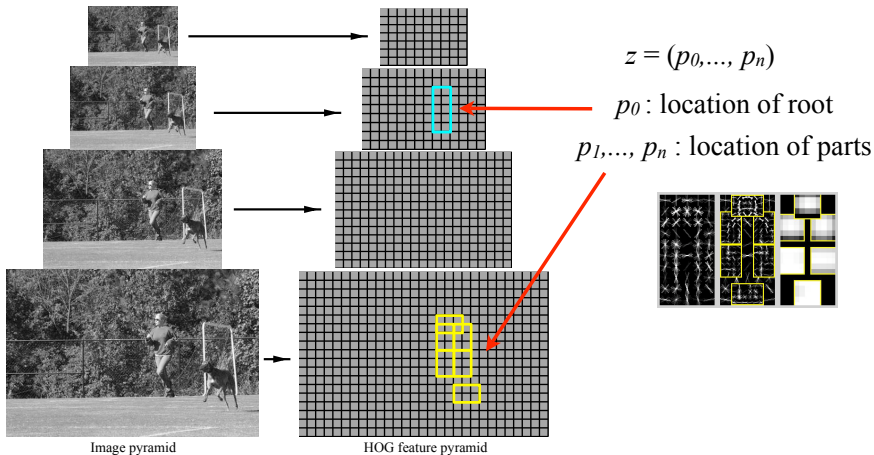 z = (p0,..., pn)
p0 : location of root
p1,..., pn : location of parts
Image pyramid
HOG feature pyramid